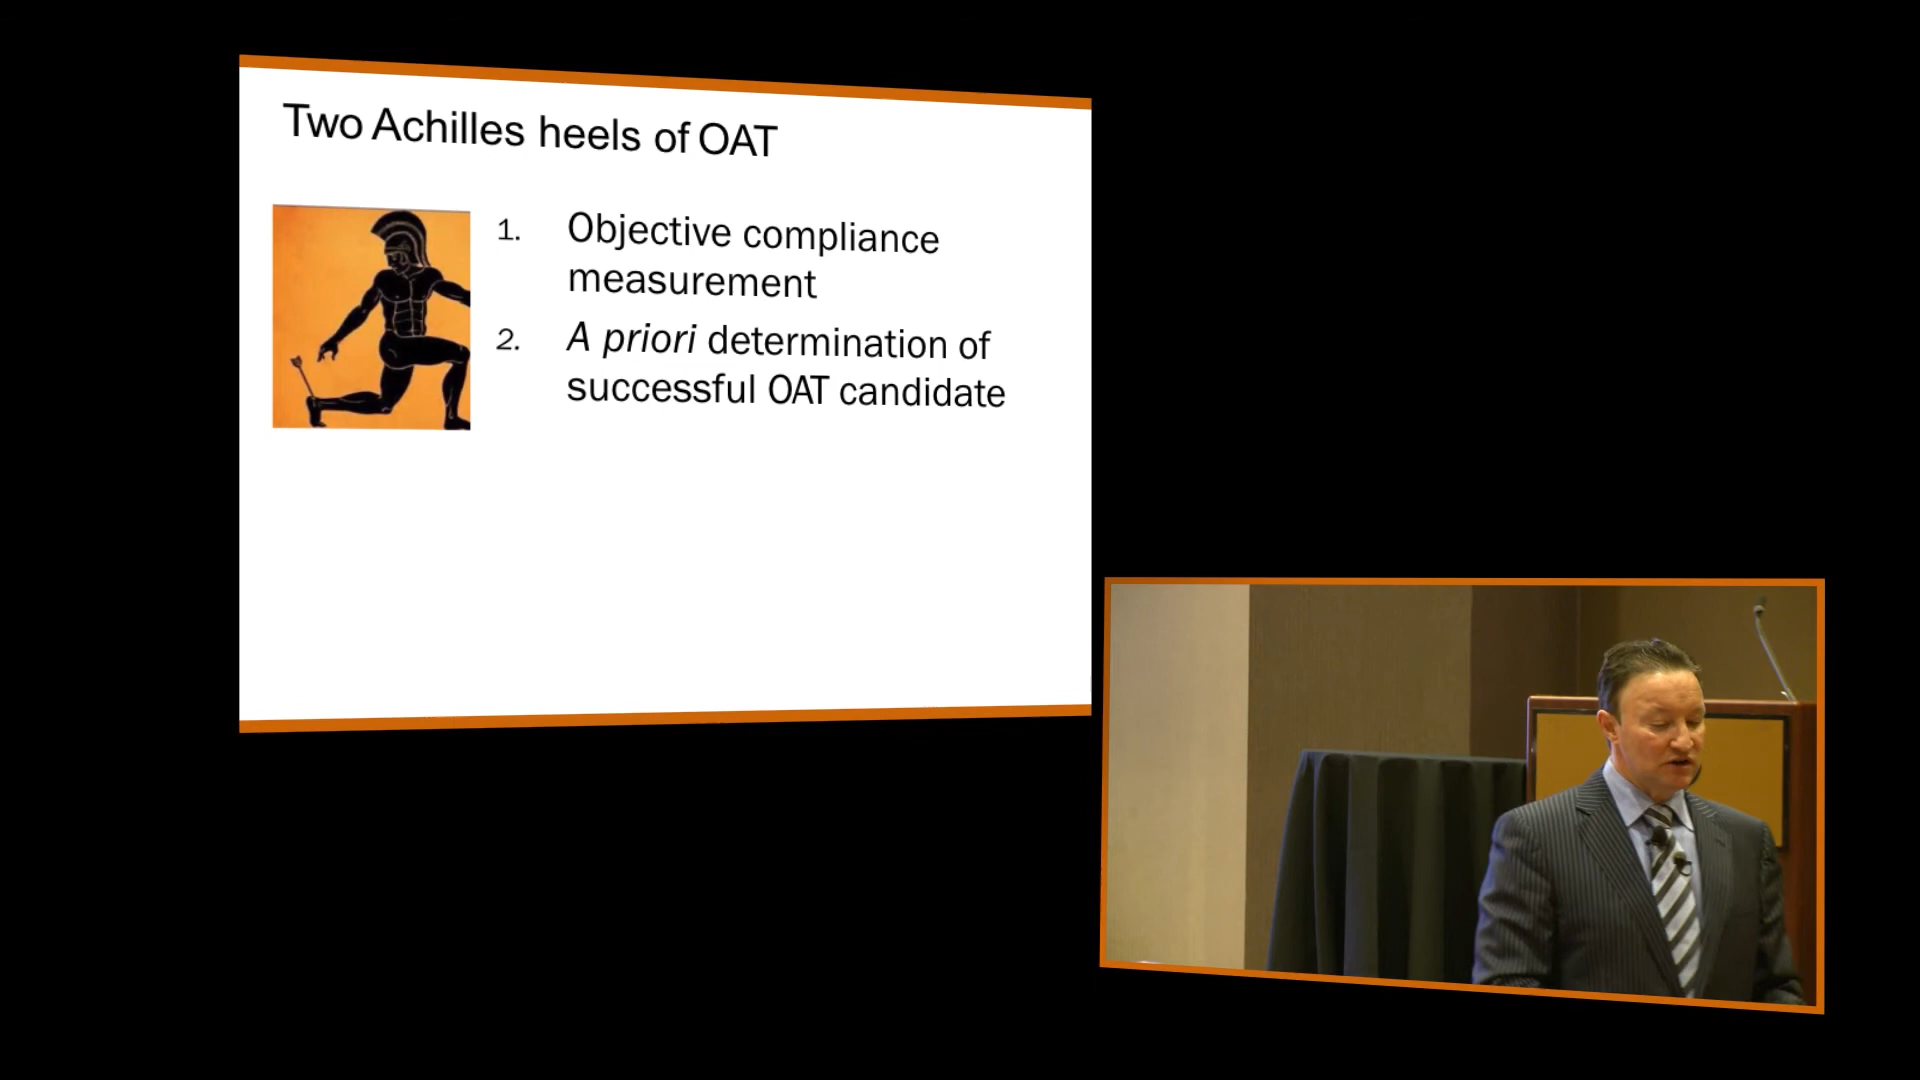 Two Achilles heels of OAT
1. Objective compliance
measurement
2. A priori determination of
successful OAT candidate